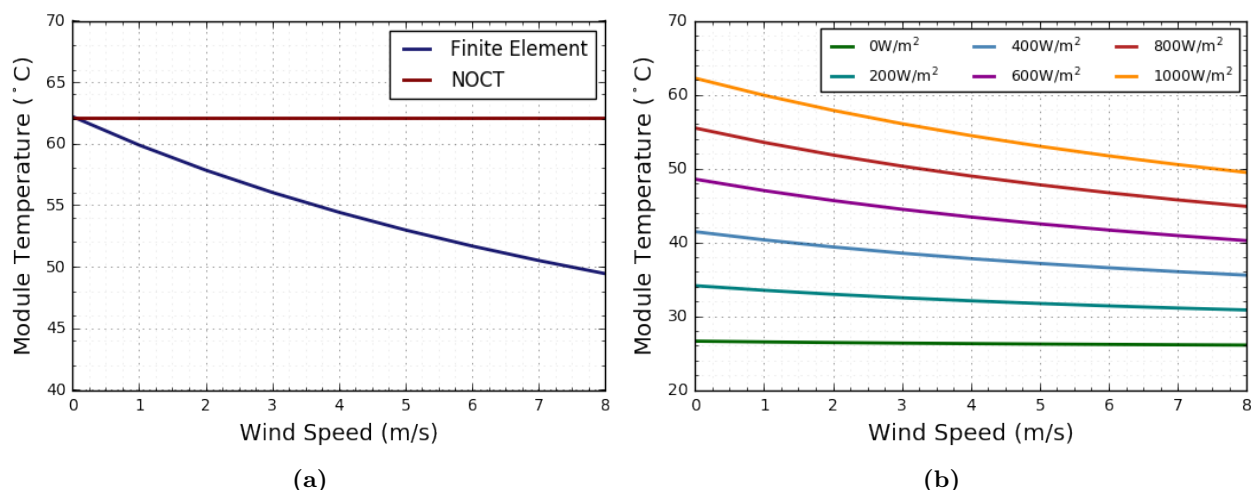 70
65
60
55
50
45
40
0 1 2 3 4 5 6 7 8
Module Temperature (°C)
Wind Speed (m/s)
Finite Element
NOCT
(a)
70
60
50
40
30
20
0 1 2 3 4 5 6 7 8
Module Temperature (°C)
Wind Speed (m/s)
0W/m² 400W/m² 800W/m²
200W/m² 600W/m² 1000W/m²
(b)